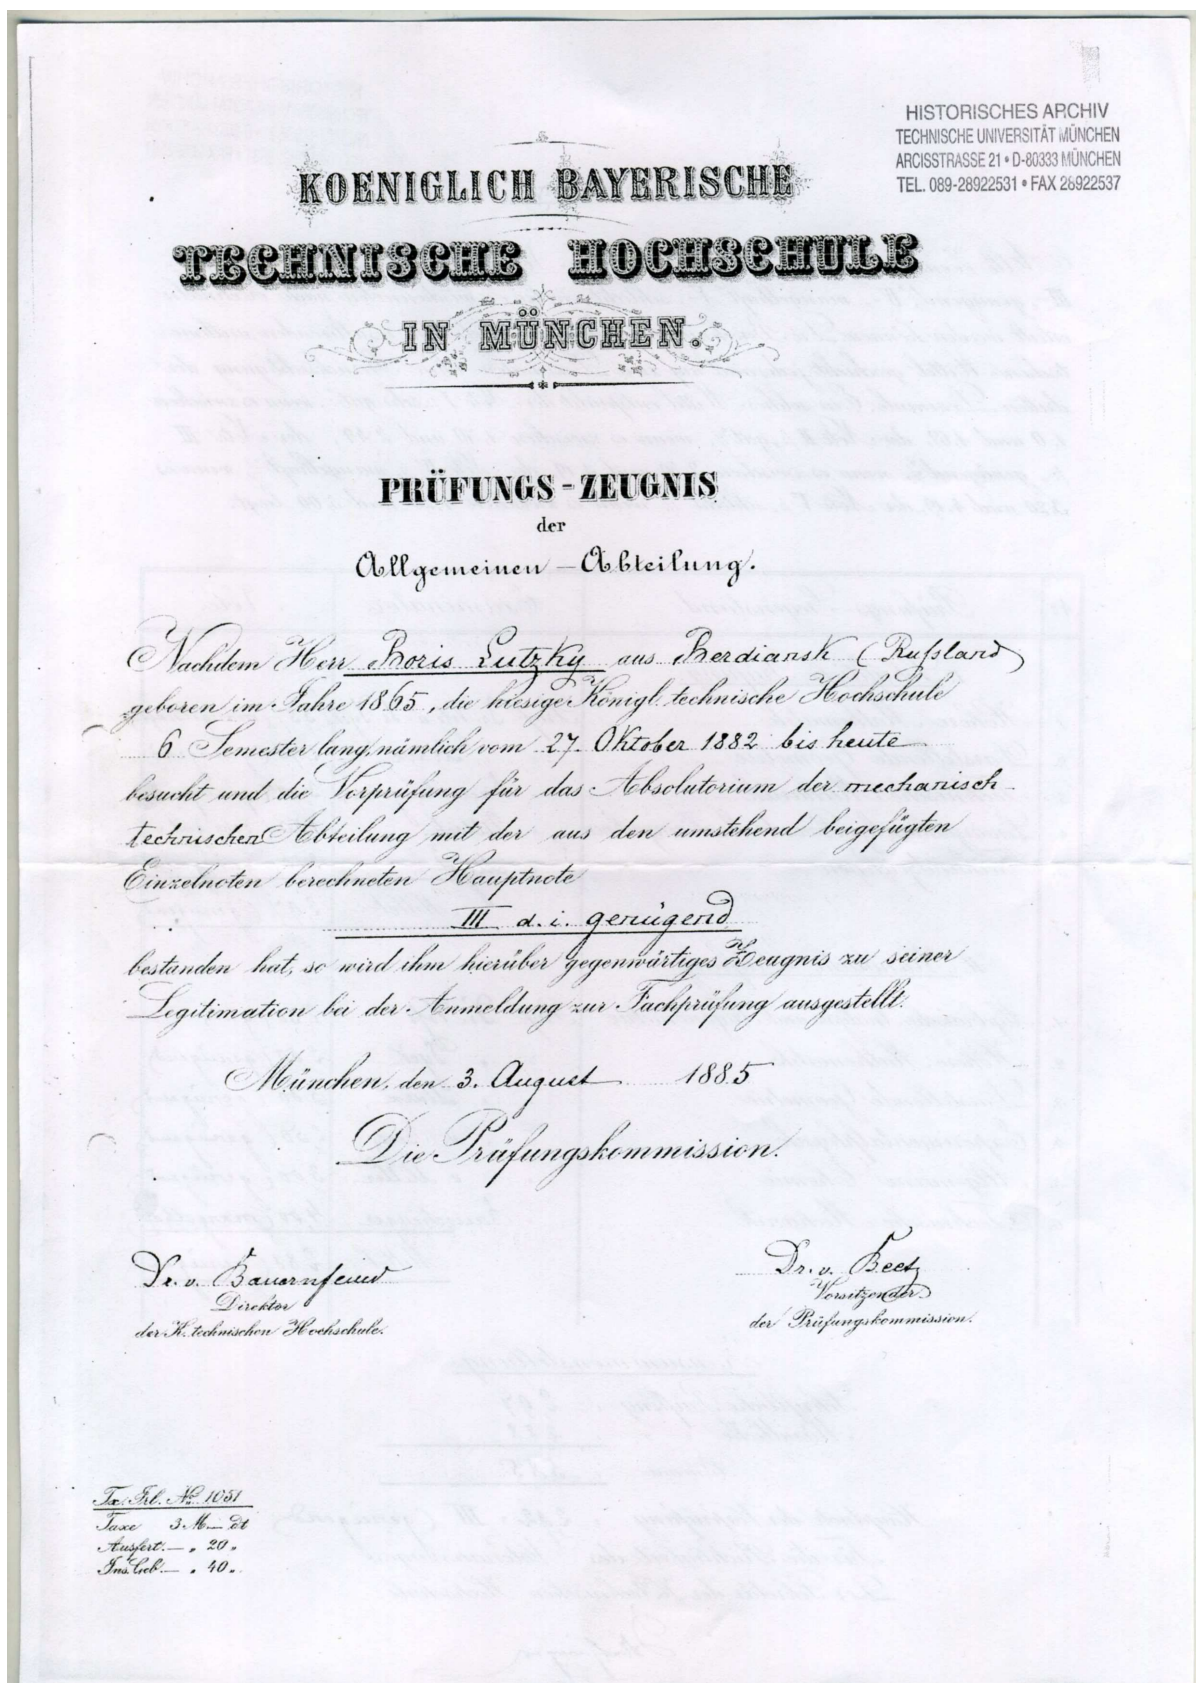 HISTORISCHES ARCHIV
TECHNISCHE UNIVERSITÄT MÜNCHEN
ARCISSTRASSE 21 • D-80333 MÜNCHEN
TEL. 089-28922531 • FAX 28922537
KOENIGLICH BAYERISCHE
TECHNISCHE HOCHSCHULE
IN MÜNCHEN.
PRÜFUNGS-ZEUGNIS
der
Allgemeinen-Abteilung.
Nachdem Herr Boris Lutzky aus Berdiansk (Rußland)
geboren im Jahre 1865, die hiesige Königl. technische Hochschule
6 Semester lang, nämlich vom 27. Oktober 1882 bis heute
besucht und die Vorprüfung für das Absolutorium der mechanisch-
technischen Abteilung mit der aus den umstehend beigefügten
Einzelnoten berechneten Hauptnote
III d. i. genügend
bestanden hat, so wird ihm hierüber gegenwärtiges Zeugnis zu seiner
Legitimation bei der Anmeldung zur Fachprüfung ausgestellt.
München, den 3. August 1885
Die Prüfungskommission.
Dr. v. Bauernfeind
Direktor
der K. technischen Hochschule.
Dr. v. Beetz
Vorsitzender
der Prüfungskommission.
No. 1051
Taxe 3 M —
Ausfert. — „ 20 „
— „ 40 „